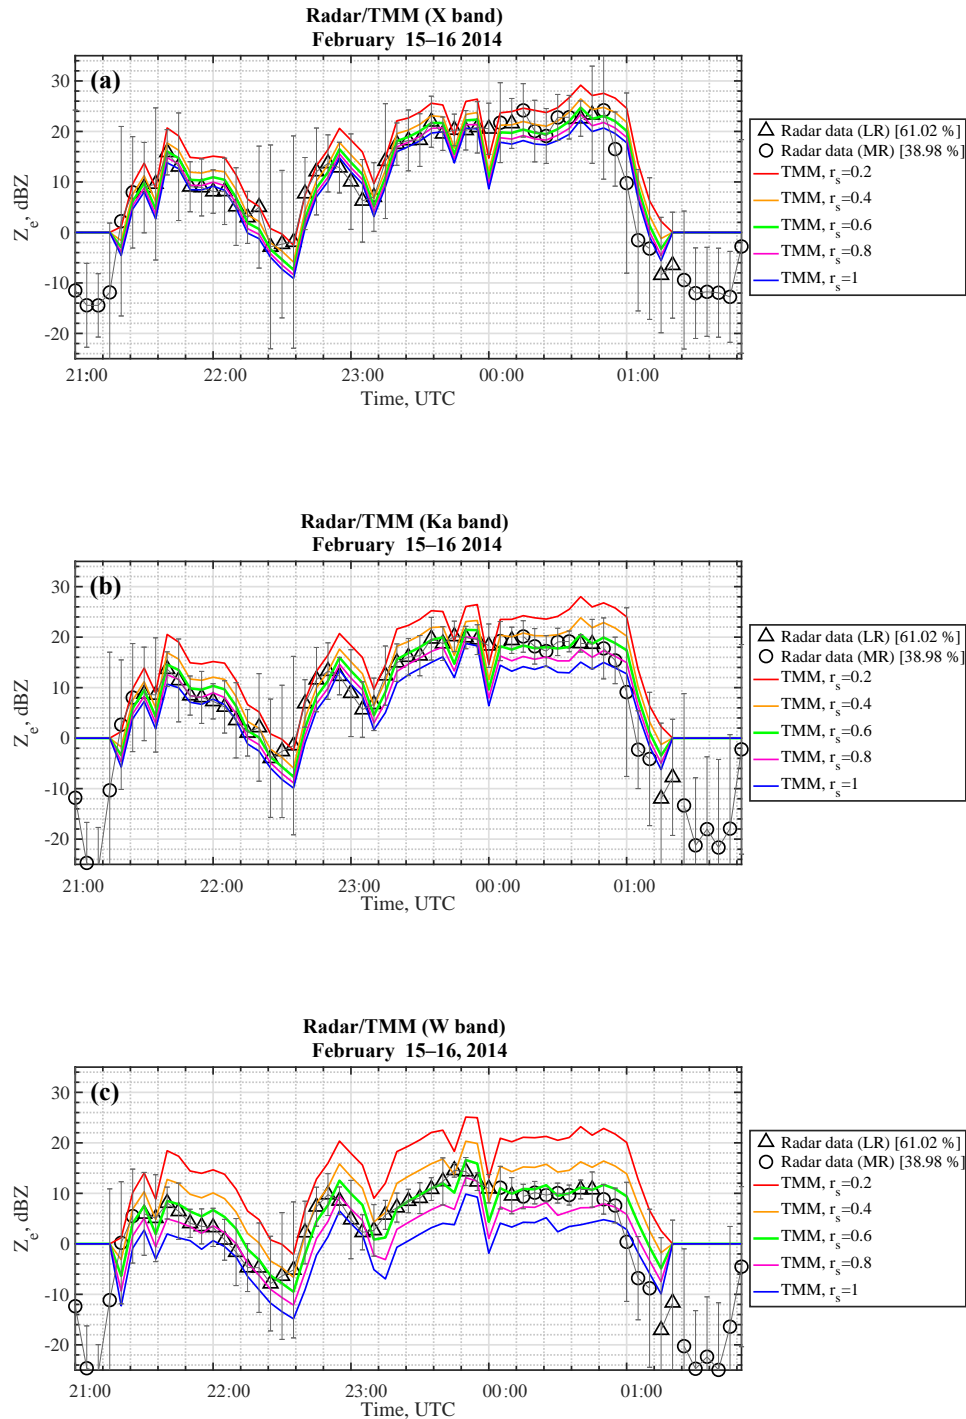 Radar/TMM (X band)
February 15–16 2014
(a)
30
20
10
0
-10
-20
Z_e, dBZ
21:00 22:00 23:00 00:00 01:00
Time, UTC
Radar data (LR) [61.02 %]
Radar data (MR) [38.98 %]
TMM, r_s=0.2
TMM, r_s=0.4
TMM, r_s=0.6
TMM, r_s=0.8
TMM, r_s=1
Radar/TMM (Ka band)
February 15–16 2014
(b)
30
20
10
0
-10
-20
Z_e, dBZ
21:00 22:00 23:00 00:00 01:00
Time, UTC
Radar data (LR) [61.02 %]
Radar data (MR) [38.98 %]
TMM, r_s=0.2
TMM, r_s=0.4
TMM, r_s=0.6
TMM, r_s=0.8
TMM, r_s=1
Radar/TMM (W band)
February 15–16, 2014
(c)
30
20
10
0
-10
-20
Z_e, dBZ
21:00 22:00 23:00 00:00 01:00
Time, UTC
Radar data (LR) [61.02 %]
Radar data (MR) [38.98 %]
TMM, r_s=0.2
TMM, r_s=0.4
TMM, r_s=0.6
TMM, r_s=0.8
TMM, r_s=1